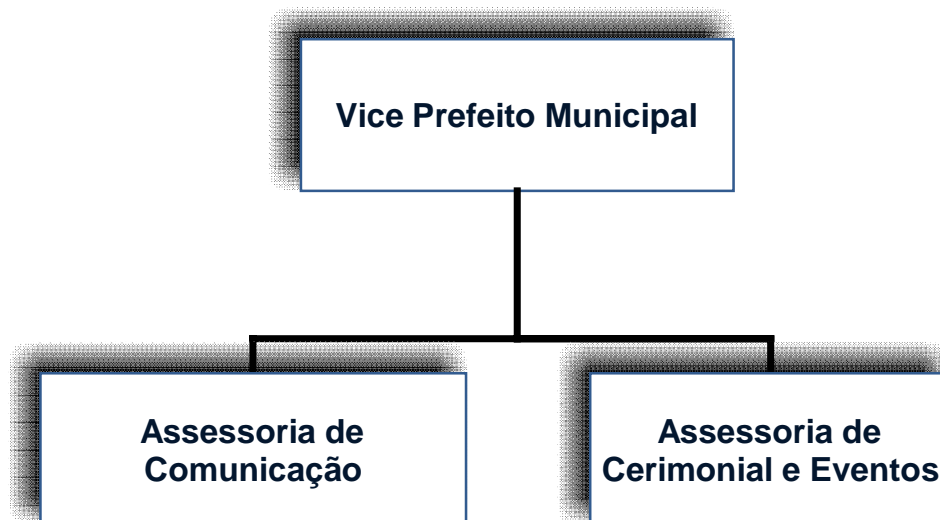 Vice Prefeito Municipal
Assessoria de
Comunicação
Assessoria de
Cerimonial e Eventos